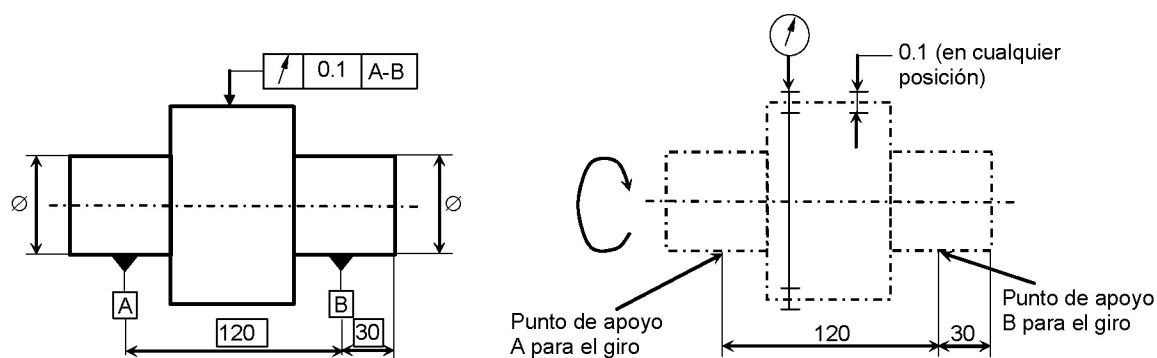 0.1 A-B
Ø
Ø
A
B
120
30
0.1 (en cualquier
posición)
Punto de apoyo
A para el giro
120
30
Punto de apoyo
B para el giro